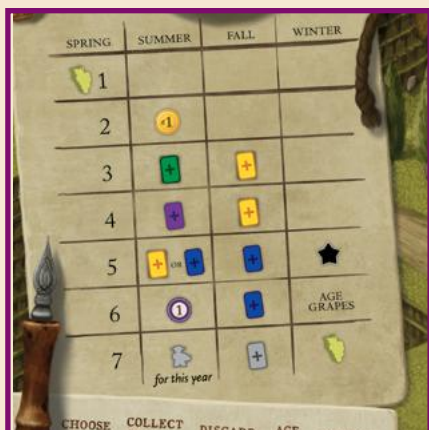 SPRING SUMMER FALL WINTER
1
2 $1
3
4
5 OR
6 1 AGE GRAPES
7
for this year
CHOOSE COLLECT DISCARD AGE